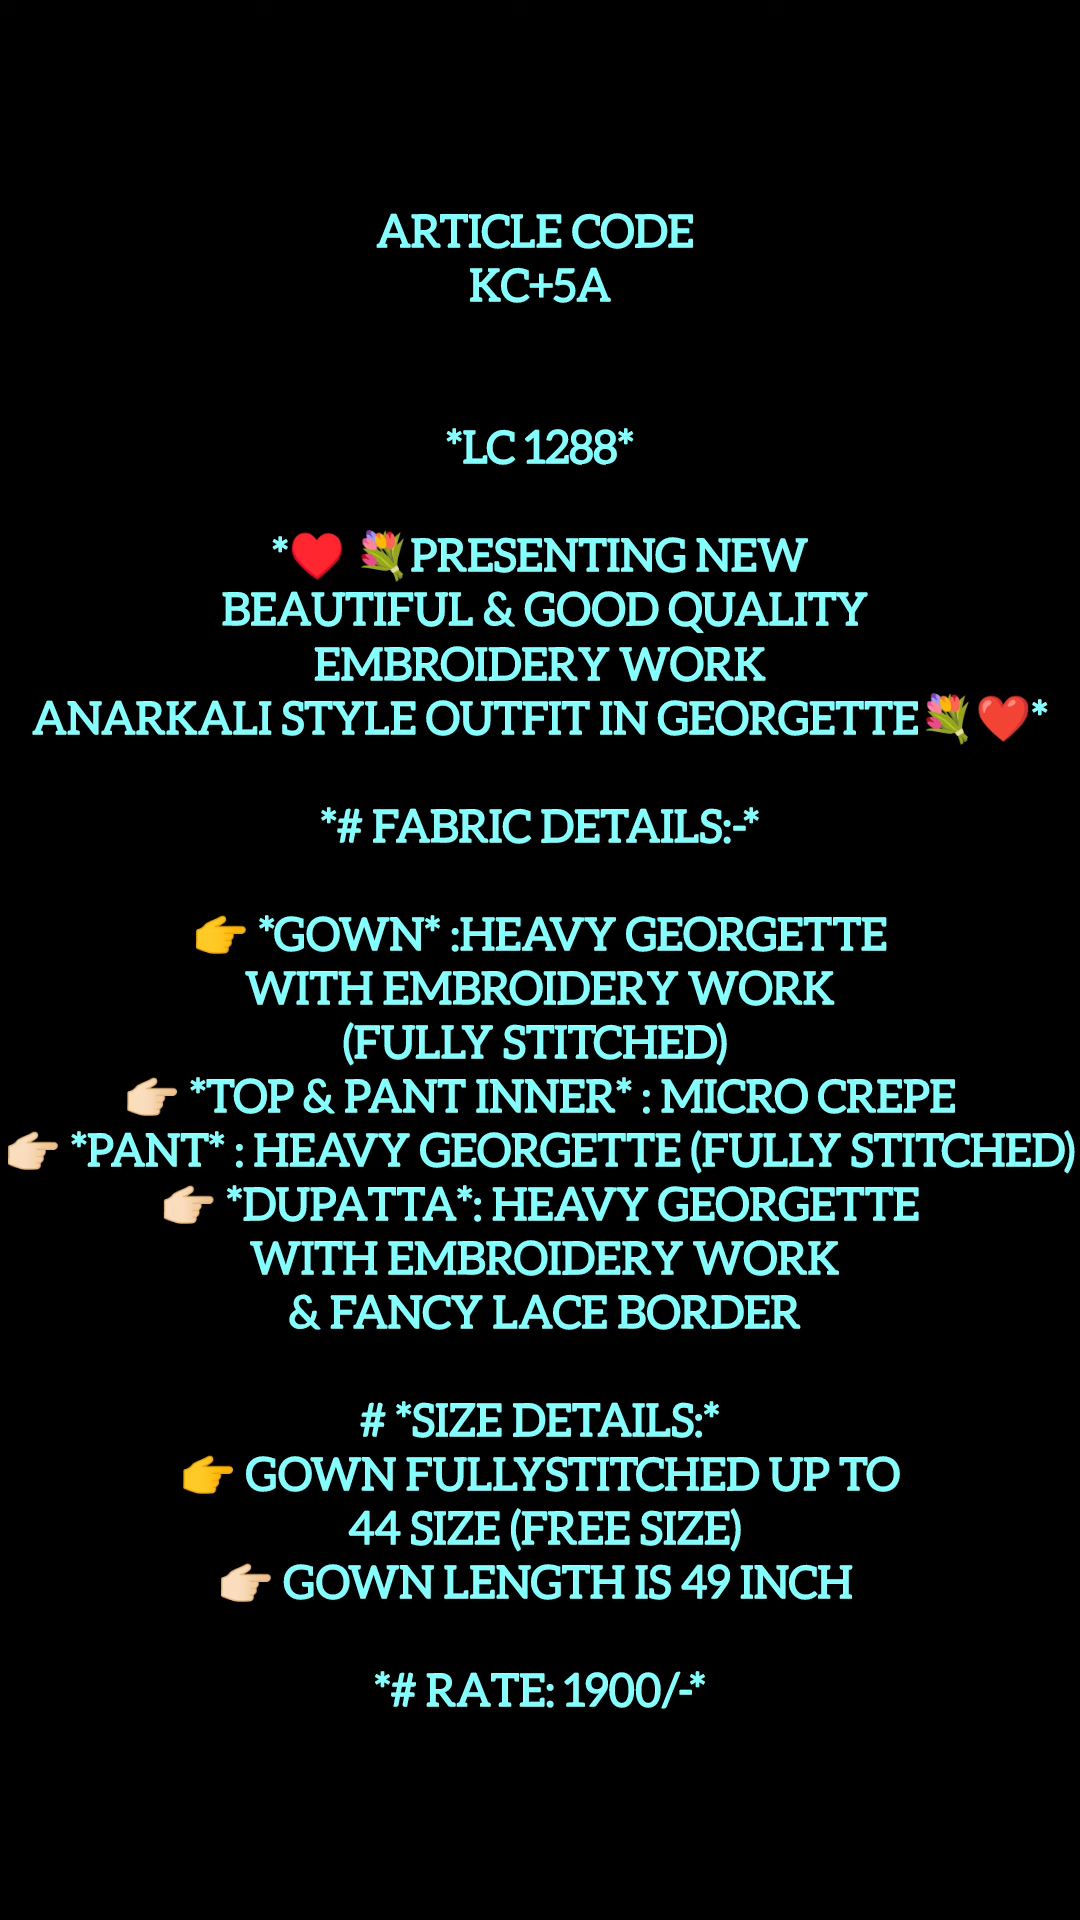 ARTICLE CODE
KC+5A
*LC 1288*
*♥️ 💐PRESENTING NEW
BEAUTIFUL & GOOD QUALITY
EMBROIDERY WORK
ANARKALI STYLE OUTFIT IN GEORGETTE💐❤️*
*# FABRIC DETAILS:-*
👉 *GOWN* :HEAVY GEORGETTE
WITH EMBROIDERY WORK
(FULLY STITCHED)
👉🏻 *TOP & PANT INNER* : MICRO CREPE
👉🏻 *PANT* : HEAVY GEORGETTE (FULLY STITCHED)
👉🏻 *DUPATTA*: HEAVY GEORGETTE
WITH EMBROIDERY WORK
& FANCY LACE BORDER
# *SIZE DETAILS:*
👉 GOWN FULLYSTITCHED UP TO
44 SIZE (FREE SIZE)
👉🏻 GOWN LENGTH IS 49 INCH
*# RATE: 1900/-*